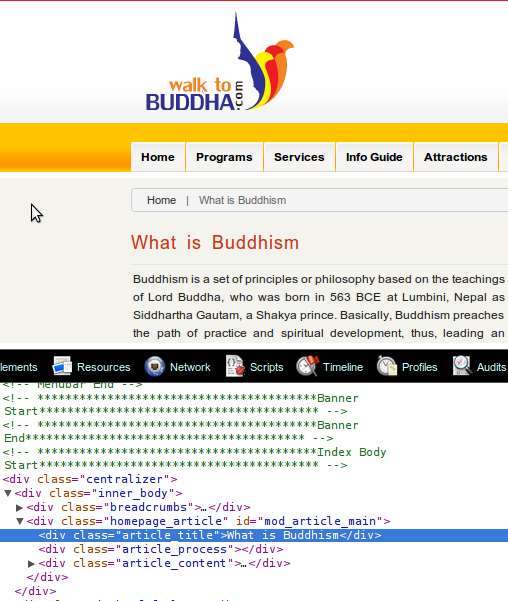 walk to
BUDDHA.com
Home Programs Services Info Guide Attractions
Home | What is Buddhism
What is Buddhism
Buddhism is a set of principles or philosophy based on the teachings
of Lord Buddha, who was born in 563 BCE at Lumbini, Nepal as
Siddhartha Gautam, a Shakya prince. Basically, Buddhism preaches
the path of practice and spiritual development, thus, leading an
lements Resources Network Scripts Timeline Profiles Audits
<!-- Menubar End -->
<!-- ****************************************Banner
Start**************************************** -->
<!-- ****************************************Banner
End**************************************** -->
<!-- ****************************************Index Body
Start**************************************** -->
<div class="centralizer">
▼<div class="inner_body">
▶<div class="breadcrumbs">…</div>
▼<div class="homepage_article" id="mod_article_main">
<div class="article_title">What is Buddhism</div>
<div class="article_process"></div>
▶<div class="article_content">…</div>
</div>
</div>